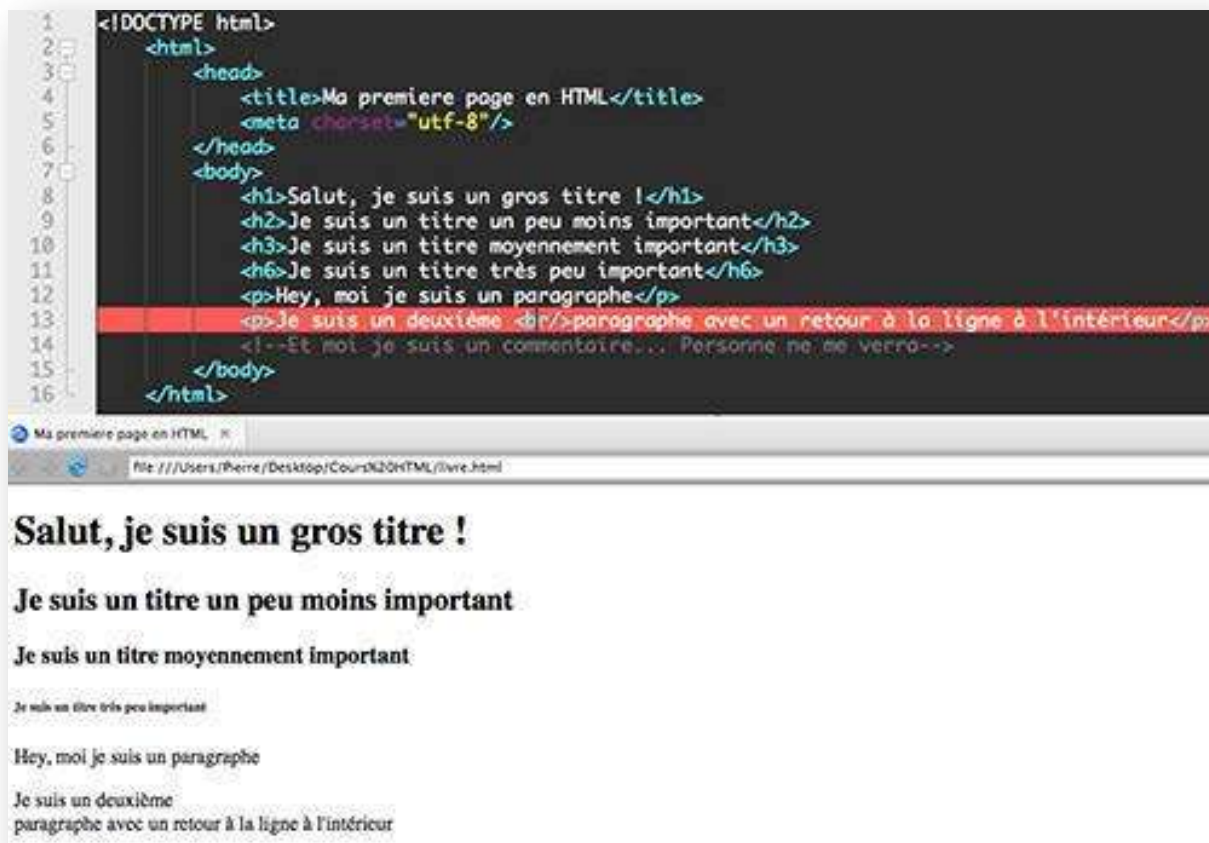 1 <!DOCTYPE html>
2 <html>
3 <head>
4 <title>Ma premiere page en HTML</title>
5 <meta charset="utf-8"/>
6 </head>
7 <body>
8 <h1>Salut, je suis un gros titre !</h1>
9 <h2>Je suis un titre un peu moins important</h2>
10 <h3>Je suis un titre moyennement important</h3>
11 <h6>Je suis un titre très peu important</h6>
12 <p>Hey, moi je suis un paragraphe</p>
13 <p>Je suis un deuxième <br/>paragraphe avec un retour à la ligne à l'intérieur</p>
14 <!--Et moi je suis un commentaire... Personne ne me verra-->
15 </body>
16 </html>
Ma premiere page en HTML
file:///Users/Pierre/Desktop/Cours%20HTML/livre.html
Salut, je suis un gros titre !
Je suis un titre un peu moins important
Je suis un titre moyennement important
Je suis un titre très peu important
Hey, moi je suis un paragraphe
Je suis un deuxième
paragraphe avec un retour à la ligne à l'intérieur